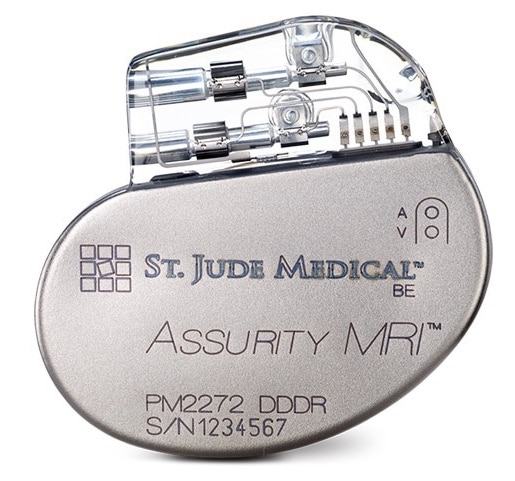 A
V
ST. JUDE MEDICAL™
BE
ASSURITY MRI™
PM2272 DDDR
S/N1234567